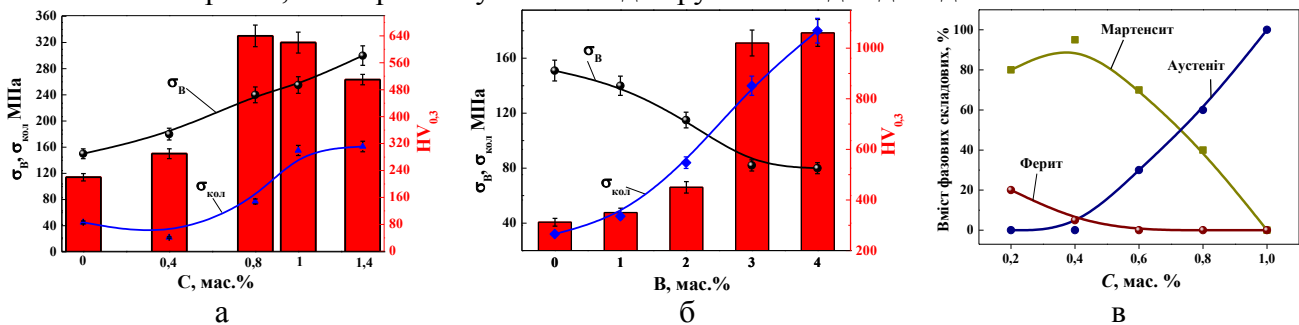 360
320
280
240
200
160
120
80
40
0
σв, σкол МПа
σв
σкол
640
560
480
400
320
240
160
80
0
HV0,3
0 0,4 0,8 1 1,4
C, мас.%
а
160
120
80
40
σв, σкол МПа
σв
σкол
1000
800
600
400
200
HV0,3
0 1 2 3 4
В, мас.%
б
100
80
60
40
20
0
Вміст фазових складових, %
Мартенсит
Аустеніт
Ферит
0,2 0,4 0,6 0,8 1,0
С, мас. %
в